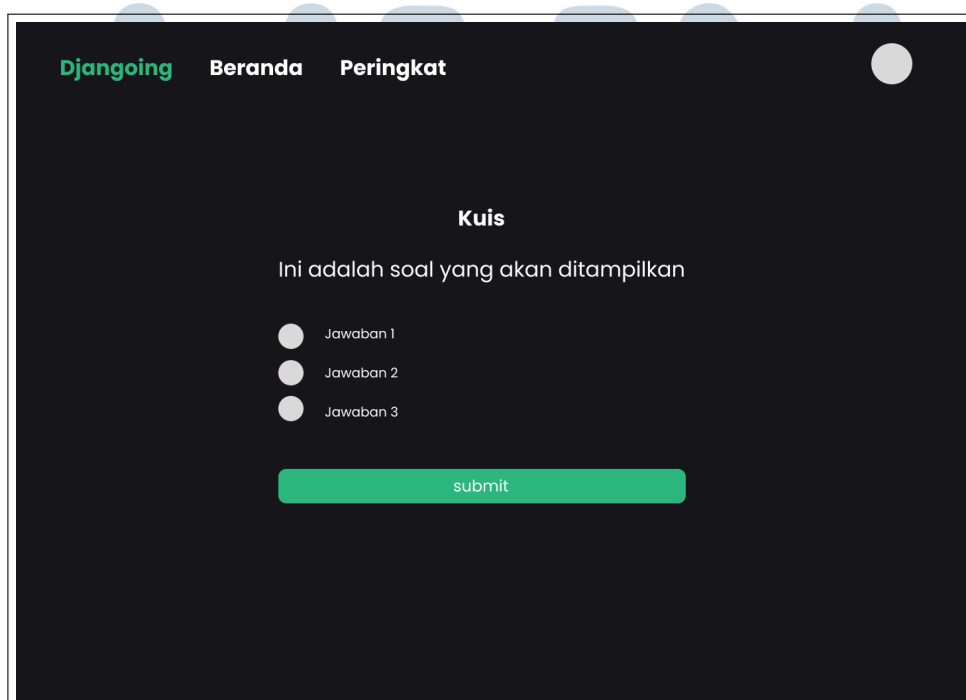 Djangoing Beranda Peringkat
Kuis
Ini adalah soal yang akan ditampilkan
Jawaban 1
Jawaban 2
Jawaban 3
submit